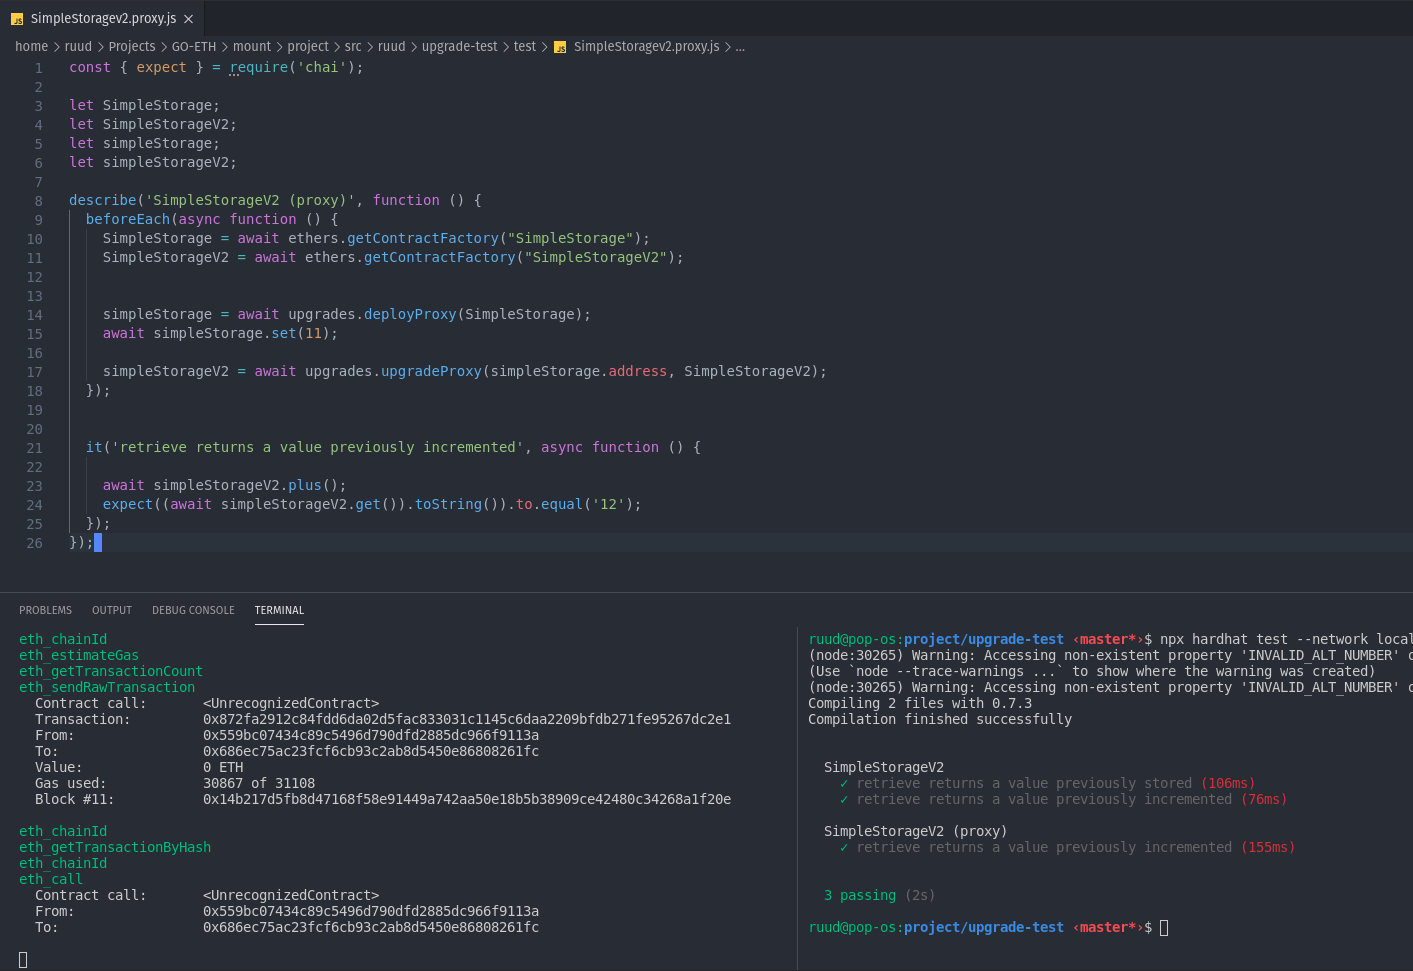 JS SimpleStoragev2.proxy.js ×
home > ruud > Projects > GO-ETH > mount > project > src > ruud > upgrade-test > test > JS SimpleStoragev2.proxy.js > ...
1 const { expect } = require('chai');
2
3 let SimpleStorage;
4 let SimpleStorageV2;
5 let simpleStorage;
6 let simpleStorageV2;
7
8 describe('SimpleStorageV2 (proxy)', function () {
9   beforeEach(async function () {
10     SimpleStorage = await ethers.getContractFactory("SimpleStorage");
11     SimpleStorageV2 = await ethers.getContractFactory("SimpleStorageV2");
12
13
14     simpleStorage = await upgrades.deployProxy(SimpleStorage);
15     await simpleStorage.set(11);
16
17     simpleStorageV2 = await upgrades.upgradeProxy(simpleStorage.address, SimpleStorageV2);
18   });
19
20
21   it('retrieve returns a value previously incremented', async function () {
22
23     await simpleStorageV2.plus();
24     expect((await simpleStorageV2.get()).toString()).to.equal('12');
25   });
26 });
PROBLEMS OUTPUT DEBUG CONSOLE TERMINAL
eth_chainId
eth_estimateGas
eth_getTransactionCount
eth_sendRawTransaction
  Contract call:       <UnrecognizedContract>
  Transaction:         0x872fa2912c84fdd6da02d5fac833031c1145c6daa2209bfdb271fe95267dc2e1
  From:                0x559bc07434c89c5496d790dfd2885dc966f9113a
  To:                  0x686ec75ac23fcf6cb93c2ab8d5450e86808261fc
  Value:               0 ETH
  Gas used:            30867 of 31108
  Block #11:           0x14b217d5fb8d47168f58e91449a742aa50e18b5b38909ce42480c34268a1f20e
eth_chainId
eth_getTransactionByHash
eth_chainId
eth_call
  Contract call:       <UnrecognizedContract>
  From:                0x559bc07434c89c5496d790dfd2885dc966f9113a
  To:                  0x686ec75ac23fcf6cb93c2ab8d5450e86808261fc
ruud@pop-os:project/upgrade-test ‹master*›$ npx hardhat test --network local
(node:30265) Warning: Accessing non-existent property 'INVALID_ALT_NUMBER' o
(Use `node --trace-warnings ...` to show where the warning was created)
(node:30265) Warning: Accessing non-existent property 'INVALID_ALT_NUMBER' o
Compiling 2 files with 0.7.3
Compilation finished successfully
  SimpleStorageV2
    ✓ retrieve returns a value previously stored (106ms)
    ✓ retrieve returns a value previously incremented (76ms)
  SimpleStorageV2 (proxy)
    ✓ retrieve returns a value previously incremented (155ms)
  3 passing (2s)
ruud@pop-os:project/upgrade-test ‹master*›$